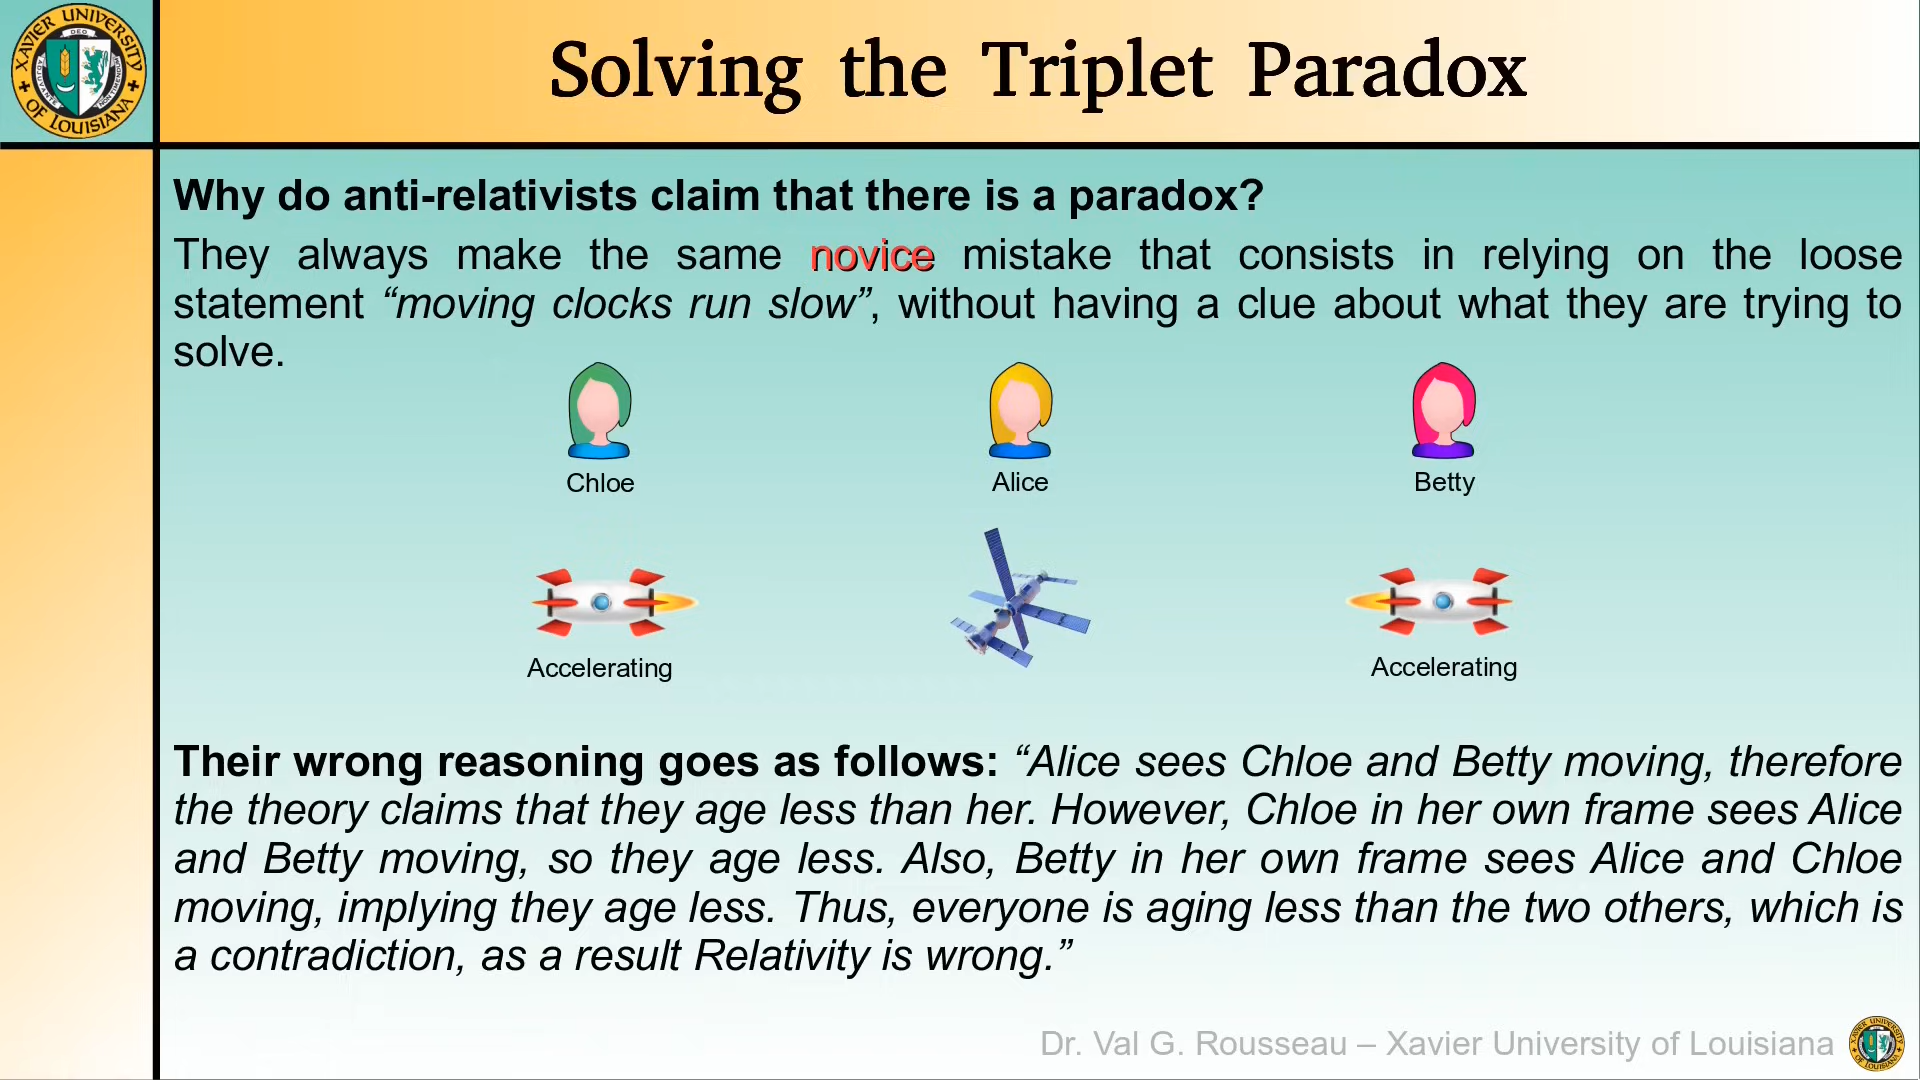 XAVIER UNIVERSITY
OF LOUISIANA
DEO
Solving the Triplet Paradox
Why do anti-relativists claim that there is a paradox?
They always make the same novice mistake that consists in relying on the loose
statement “moving clocks run slow”, without having a clue about what they are trying to
solve.
Chloe Alice Betty
Accelerating Accelerating
Their wrong reasoning goes as follows: “Alice sees Chloe and Betty moving, therefore
the theory claims that they age less than her. However, Chloe in her own frame sees Alice
and Betty moving, so they age less. Also, Betty in her own frame sees Alice and Chloe
moving, implying they age less. Thus, everyone is aging less than the two others, which is
a contradiction, as a result Relativity is wrong.”
Dr. Val G. Rousseau – Xavier University of Louisiana